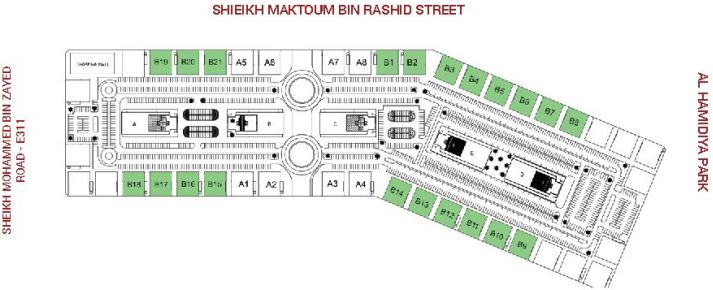 SHIEIKH MAKTOUM BIN RASHID STREET
B19 B20 B21 A5 A6 A7 A8 B1 B2
B3 B4 B5 B6 B7 B8
SHEIKH MOHAMMED BIN ZAYED
ROAD - E311
AL HAMIDIYA PARK
A B C
E D
B18 B17 B16 B15 A1 A2 A3 A4
B14 B13 B12 B11 B10 B9